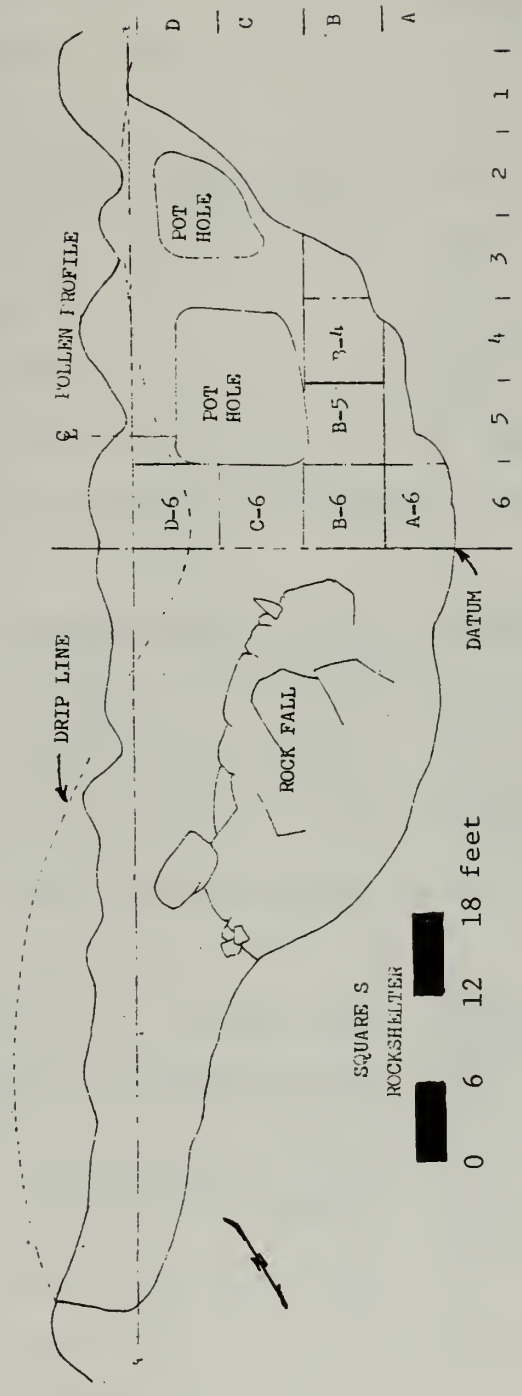 ℄ POLLEN PROFILE
DRIP LINE
D
C
B
A
POT
HOLE
POT
HOLE
D-6
C-6
B-6
A-6
B-5
B-4
ROCK FALL
DATUM
6 | 5 | 4 | 3 | 2 | 1 |
SQUARE S
ROCKSHELTER
0 6 12 18 feet
N